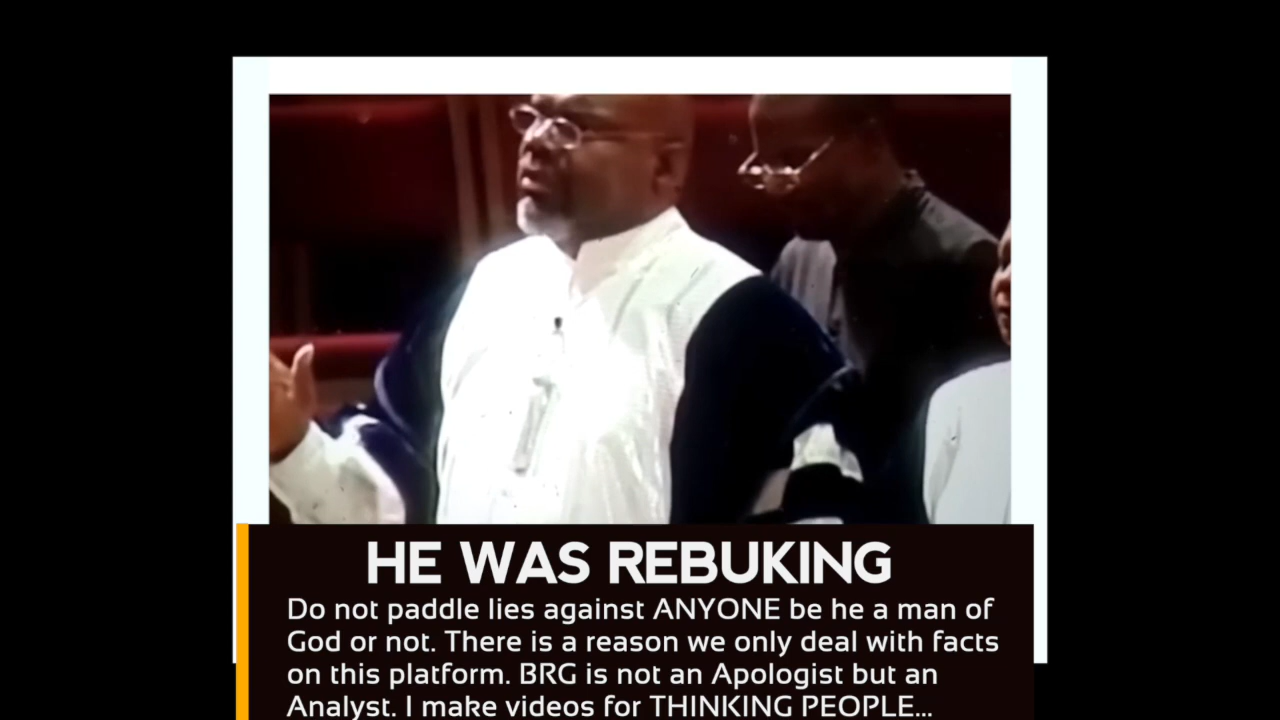 HE WAS REBUKING
Do not paddle lies against ANYONE be he a man of
God or not. There is a reason we only deal with facts
on this platform. BRG is not an Apologist but an
Analyst. I make videos for THINKING PEOPLE...